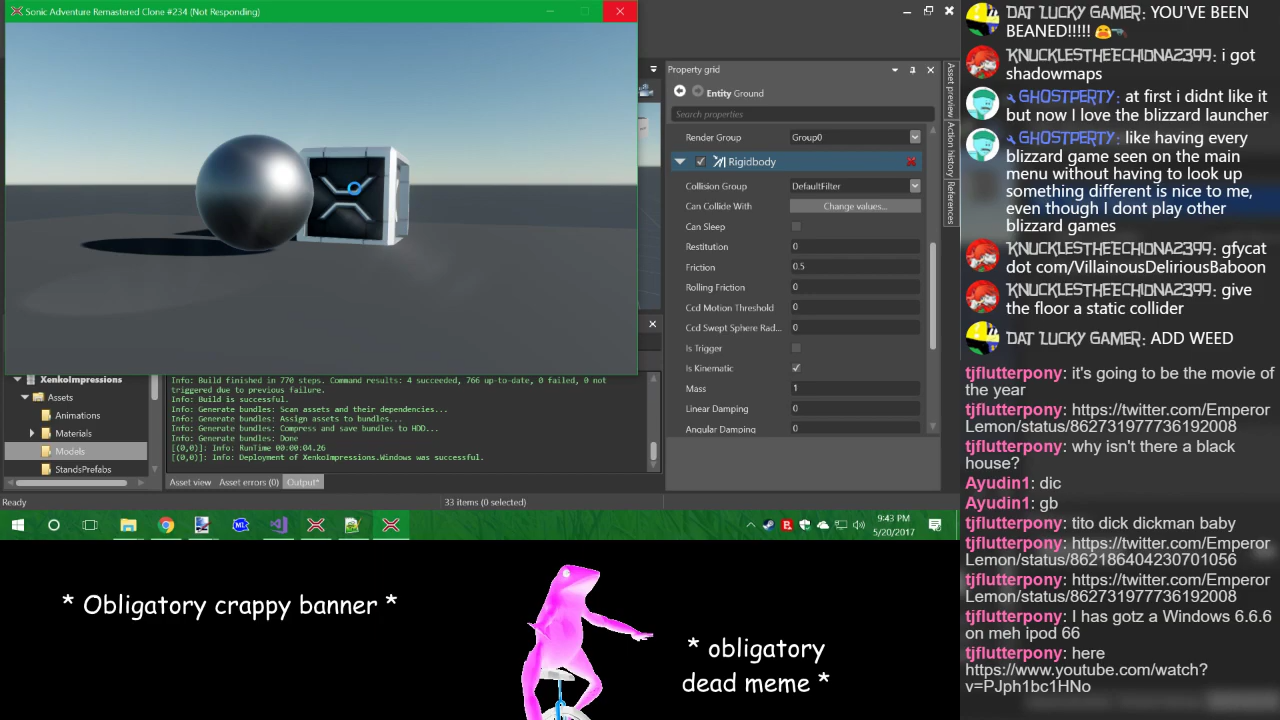 Sonic Adventure Remastered Clone #234 (Not Responding)
Property grid
Entity Ground
Search properties
Render Group
Group0
Rigidbody
Collision Group
DefaultFilter
Can Collide With
Change values...
Can Sleep
Restitution
0
Friction
0.5
Rolling Friction
0
Ccd Motion Threshold
0
Ccd Swept Sphere Rad...
0
Is Trigger
Is Kinematic
Mass
1
Linear Damping
0
Angular Damping
0
Asset preview
Action history
References
XenkoImpressions
Assets
Animations
Materials
Models
StandsPrefabs
Info: Build finished in 770 steps. Command results: 4 succeeded, 766 up-to-date, 0 failed, 0 not
triggered due to previous failure.
Info: Build is successful.
Info: Generate bundles: Scan assets and their dependencies...
Info: Generate bundles: Assign assets to bundles...
Info: Generate bundles: Compress and save bundles to HDD...
Info: Generate bundles: Done
[(0,0)]: Info: RunTime 00:00:04.26
[(0,0)]: Info: Deployment of XenkoImpressions.Windows was successful.
Asset view
Asset errors (0)
Output*
Ready
33 items (0 selected)
ML
9:43 PM
5/20/2017
* Obligatory crappy banner *
* obligatory
dead meme *
DAT LUCKY GAMER: YOU'VE BEEN
BEANED!!!!! 😫🔫
KNUCKLESTHEECHIDNA2399: i got
shadowmaps
GHOSTPERTY: at first i didnt like it
but now I love the blizzard launcher
GHOSTPERTY: like having every
blizzard game seen on the main
menu without having to look up
something different is nice to me,
even though I dont play other
blizzard games
KNUCKLESTHEECHIDNA2399: gfycat
dot com/VillainousDeliriousBaboon
KNUCKLESTHEECHIDNA2399: give
the floor a static collider
DAT LUCKY GAMER: ADD WEED
tjflutterpony: it's going to be the movie of
the year
tjflutterpony: https://twitter.com/Emperor
Lemon/status/862731977736192008
tjflutterpony: why isn't there a black
house?
Ayudin1: dic
Ayudin1: gb
tjflutterpony: tito dick dickman baby
tjflutterpony: https://twitter.com/Emperor
Lemon/status/862186404230701056
tjflutterpony: https://twitter.com/Emperor
Lemon/status/862731977736192008
tjflutterpony: I has gotz a Windows 6.6.6
on meh ipod 66
tjflutterpony: here
https://www.youtube.com/watch?
v=PJph1bc1HNo